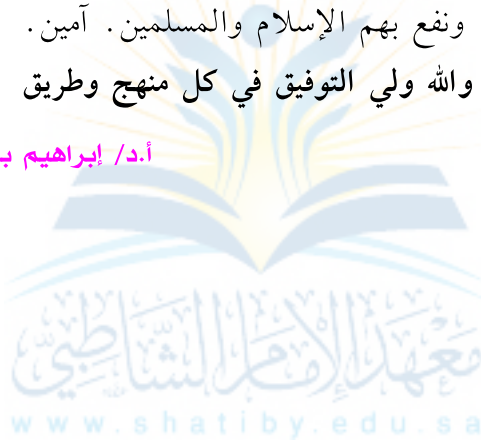 ونفع بهم الإسلام والمسلمين. آمين.
والله ولي التوفيق في كل منهج وطريق
أ.د/ إبراهيم
معهد الإمام الشاطبي
www.shatiby.edu.sa